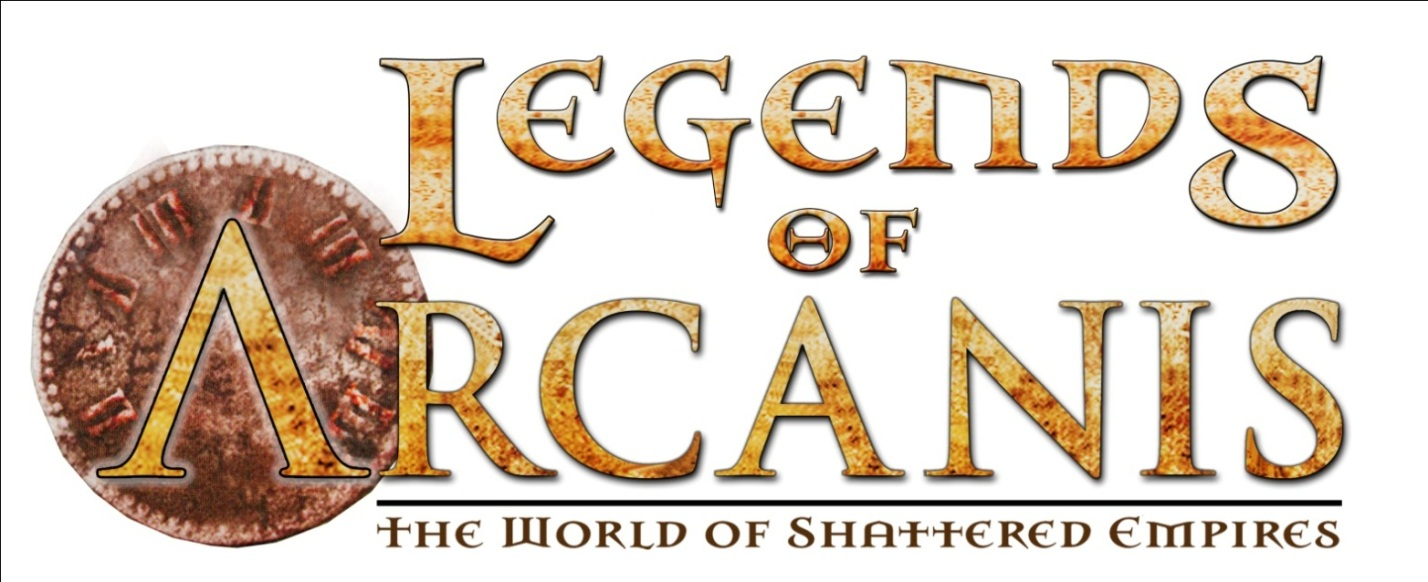 Legends
of
Arcanis
The World of Shattered Empires